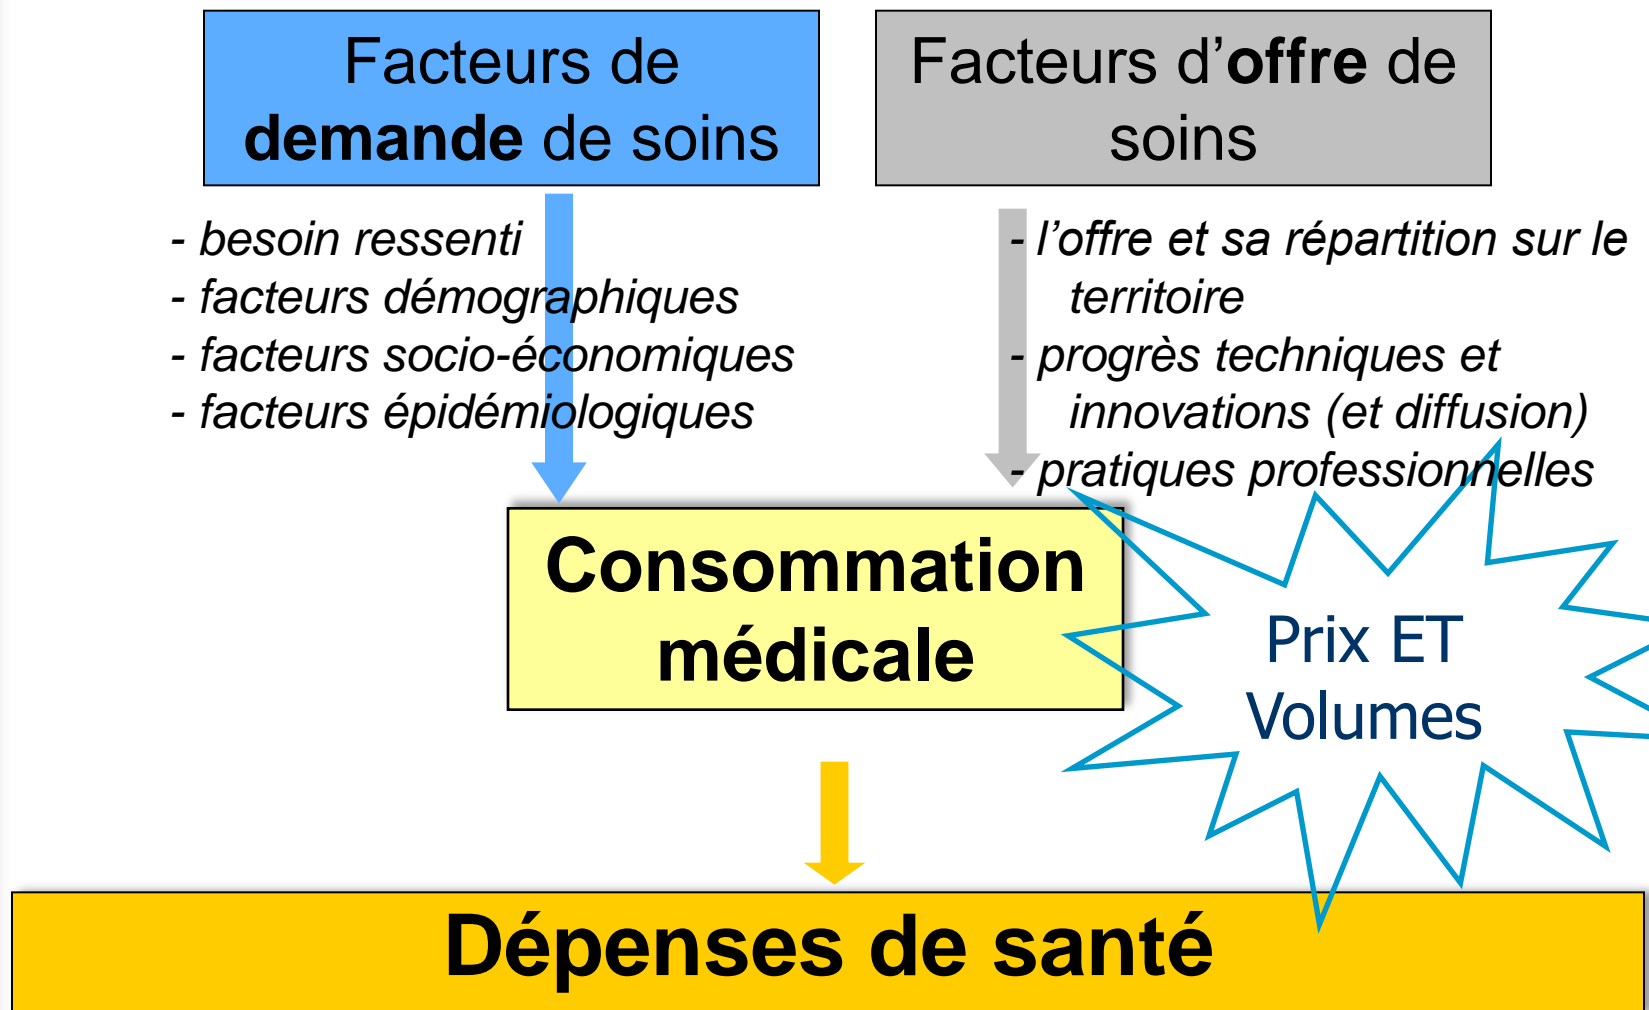 Facteurs de
demande de soins
Facteurs d’offre de
soins
- besoin ressenti
- facteurs démographiques
- facteurs socio-économiques
- facteurs épidémiologiques
- l’offre et sa répartition sur le
territoire
- progrès techniques et
innovations (et diffusion)
- pratiques professionnelles
Consommation
médicale
Prix ET
Volumes
Dépenses de santé